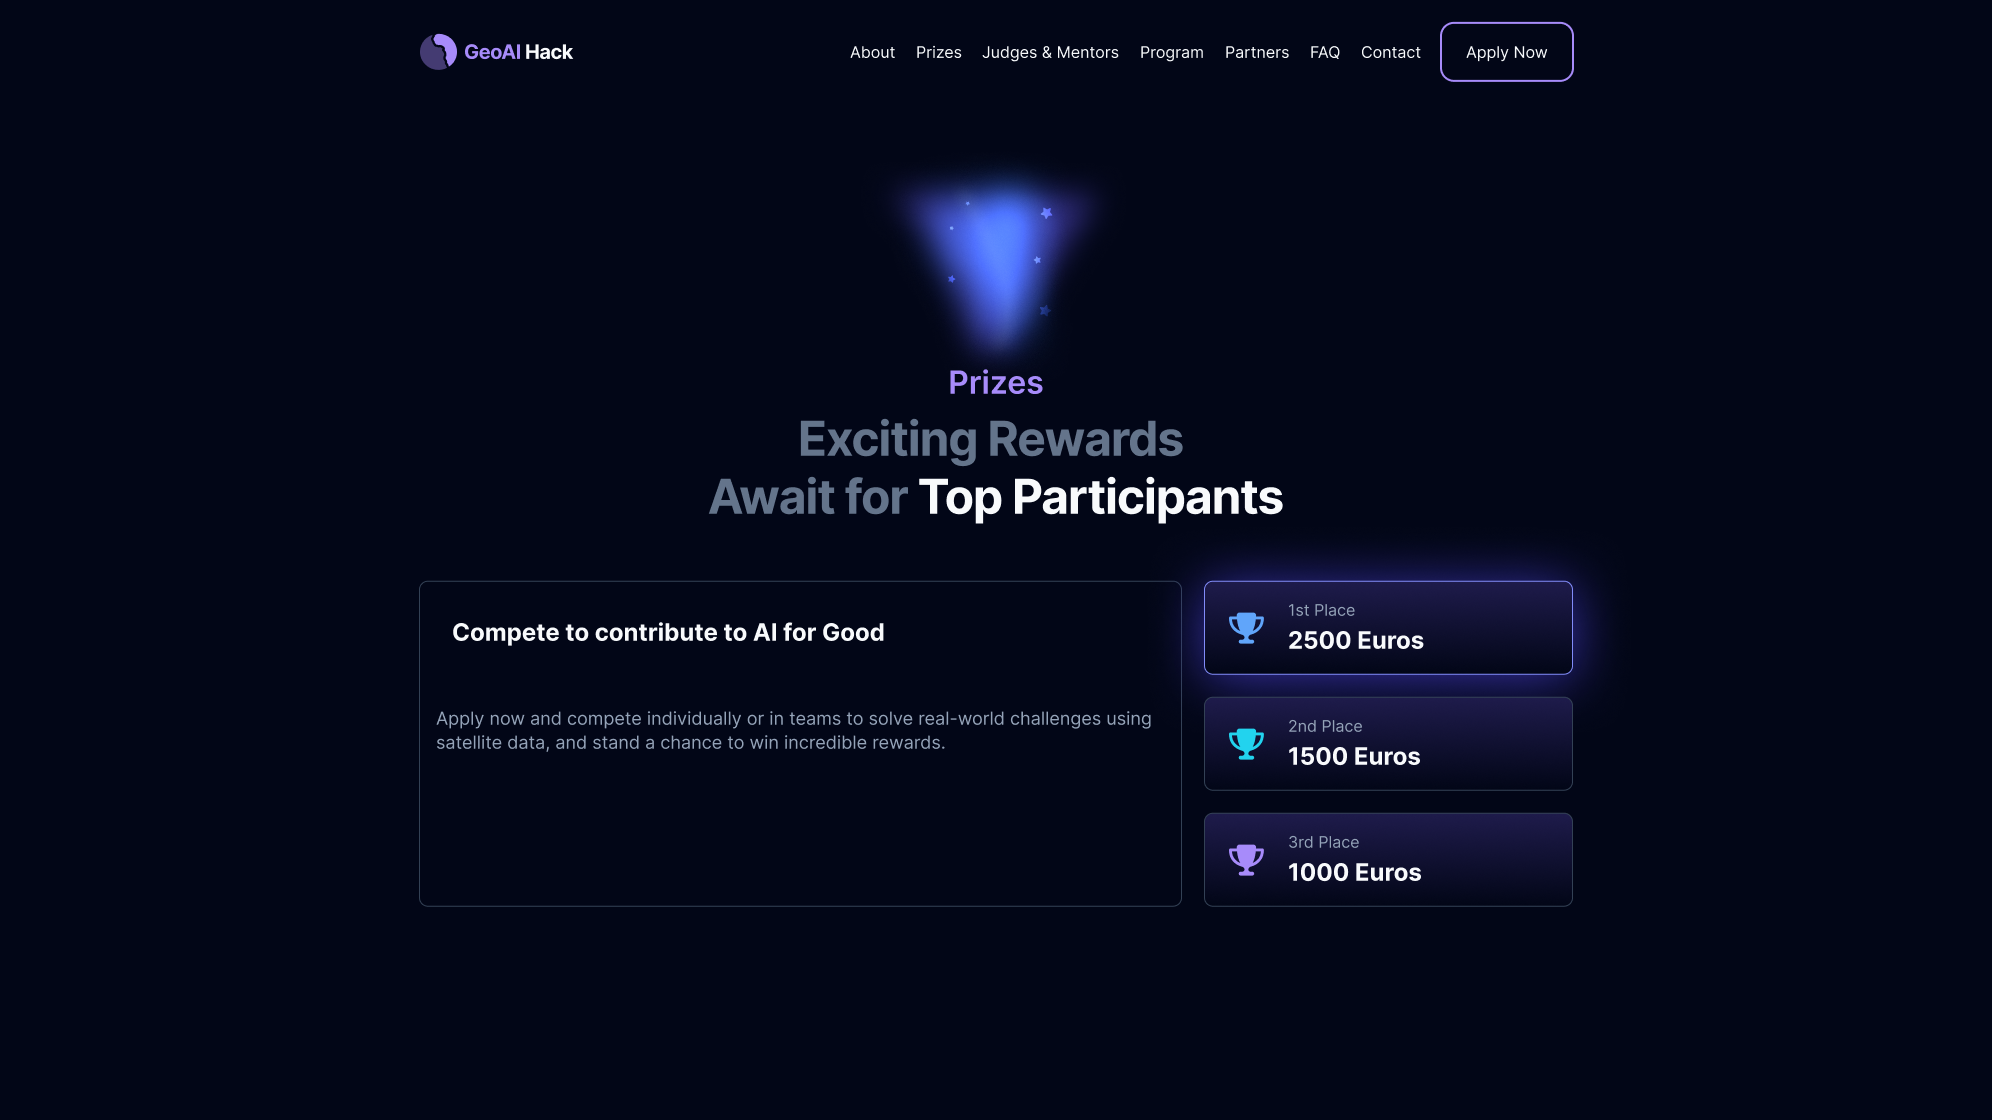 GeoAI Hack
About Prizes Judges & Mentors Program Partners FAQ Contact Apply Now
Prizes
Exciting Rewards
Await for Top Participants
Compete to contribute to AI for Good
Apply now and compete individually or in teams to solve real-world challenges using
satellite data, and stand a chance to win incredible rewards.
1st Place
2500 Euros
2nd Place
1500 Euros
3rd Place
1000 Euros